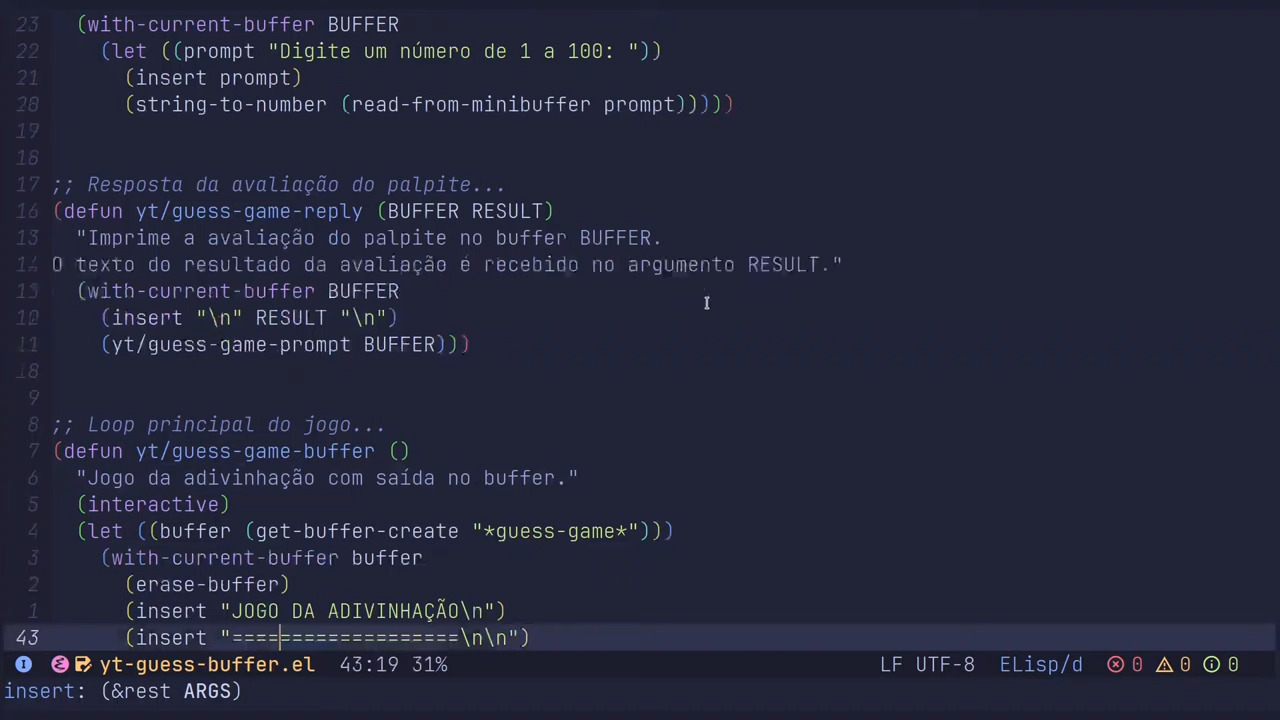 23 (with-current-buffer BUFFER
22 (let ((prompt "Digite um número de 1 a 100: "))
21 (insert prompt)
20 (string-to-number (read-from-minibuffer prompt)))))
19
18
17 ;; Resposta da avaliação do palpite...
16 (defun yt/guess-game-reply (BUFFER RESULT)
"Imprime a avaliação do palpite no buffer BUFFER.
O texto do resultado da avaliação é recebido no argumento RESULT."
(with-current-buffer BUFFER
(insert "\n" RESULT "\n")
(yt/guess-game-prompt BUFFER)))
9
8 ;; Loop principal do jogo...
7 (defun yt/guess-game-buffer ()
6 "Jogo da adivinhação com saída no buffer."
5 (interactive)
4 (let ((buffer (get-buffer-create "*guess-game*")))
3 (with-current-buffer buffer
2 (erase-buffer)
1 (insert "JOGO DA ADIVINHAÇÃO\n")
43 (insert "===================\n\n")
I yt-guess-buffer.el 43:19 31% LF UTF-8 ELisp/d 0 0 0
insert: (&rest ARGS)